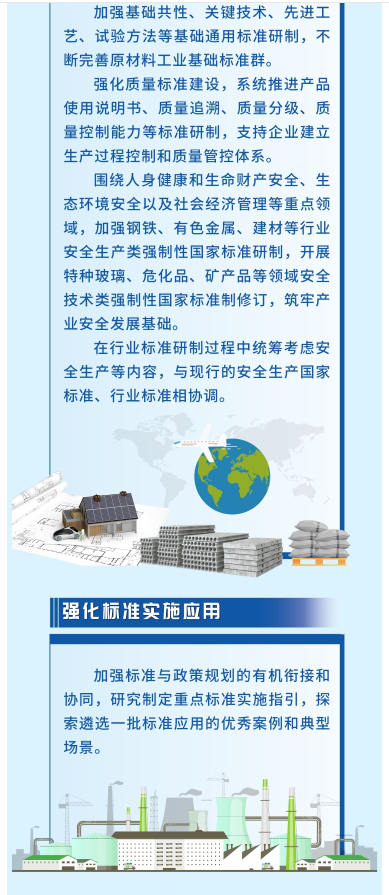 加强基础共性、关键技术、先进工
艺、试验方法等基础通用标准研制，不
断完善原材料工业基础标准群。
强化质量标准建设，系统推进产品
使用说明书、质量追溯、质量分级、质
量控制能力等标准研制，支持企业建立
生产过程控制和质量管控体系。
围绕人身健康和生命财产安全、生
态环境安全以及社会经济管理等重点领
域，加强钢铁、有色金属、建材等行业
安全生产类强制性国家标准研制，开展
特种玻璃、危化品、矿产品等领域安全
技术类强制性国家标准制修订，筑牢产
业安全发展基础。
在行业标准研制过程中统筹考虑安
全生产等内容，与现行的安全生产国家
标准、行业标准相协调。
强化标准实施应用
加强标准与政策规划的有机衔接和
协同，研究制定重点标准实施指引，探
索遴选一批标准应用的优秀案例和典型
场景。